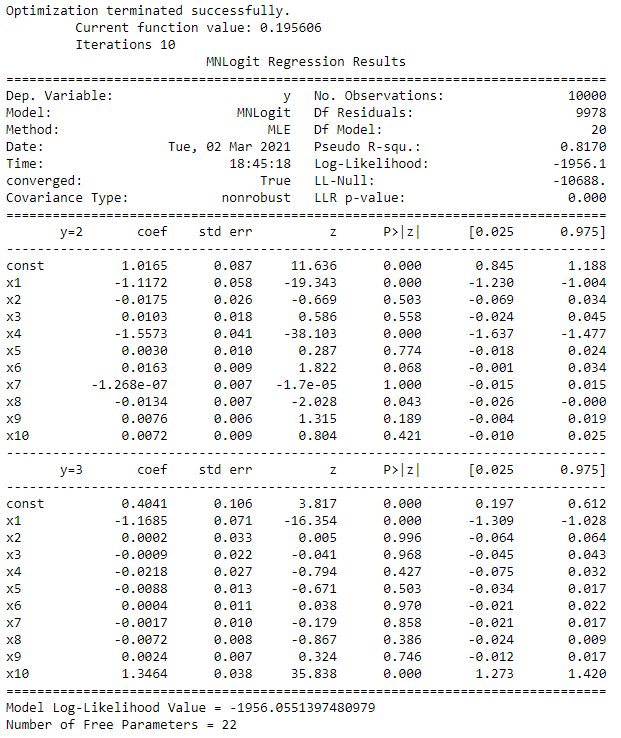 Optimization terminated successfully.
         Current function value: 0.195606
         Iterations 10
                          MNLogit Regression Results
==============================================================================
Dep. Variable:                      y   No. Observations:                10000
Model:                        MNLogit   Df Residuals:                     9978
Method:                           MLE   Df Model:                           20
Date:                Tue, 02 Mar 2021   Pseudo R-squ.:                  0.8170
Time:                        18:45:18   Log-Likelihood:                -1956.1
converged:                       True   LL-Null:                       -10688.
Covariance Type:            nonrobust   LLR p-value:                     0.000
==============================================================================
       y=2       coef    std err          z      P>|z|      [0.025      0.975]
------------------------------------------------------------------------------
const          1.0165      0.087     11.636      0.000       0.845       1.188
x1            -1.1172      0.058    -19.343      0.000      -1.230      -1.004
x2            -0.0175      0.026     -0.669      0.503      -0.069       0.034
x3             0.0103      0.018      0.586      0.558      -0.024       0.045
x4            -1.5573      0.041    -38.103      0.000      -1.637      -1.477
x5             0.0030      0.010      0.287      0.774      -0.018       0.024
x6             0.0163      0.009      1.822      0.068      -0.001       0.034
x7         -1.268e-07      0.007   -1.7e-05      1.000      -0.015       0.015
x8            -0.0134      0.007     -2.028      0.043      -0.026      -0.000
x9             0.0076      0.006      1.315      0.189      -0.004       0.019
x10            0.0072      0.009      0.804      0.421      -0.010       0.025
------------------------------------------------------------------------------
       y=3       coef    std err          z      P>|z|      [0.025      0.975]
------------------------------------------------------------------------------
const          0.4041      0.106      3.817      0.000       0.197       0.612
x1            -1.1685      0.071    -16.354      0.000      -1.309      -1.028
x2             0.0002      0.033      0.005      0.996      -0.064       0.064
x3            -0.0009      0.022     -0.041      0.968      -0.045       0.043
x4            -0.0218      0.027     -0.794      0.427      -0.075       0.032
x5            -0.0088      0.013     -0.671      0.503      -0.034       0.017
x6             0.0004      0.011      0.038      0.970      -0.021       0.022
x7            -0.0017      0.010     -0.179      0.858      -0.021       0.017
x8            -0.0072      0.008     -0.867      0.386      -0.024       0.009
x9             0.0024      0.007      0.324      0.746      -0.012       0.017
x10            1.3464      0.038     35.838      0.000       1.273       1.420
==============================================================================
Model Log-Likelihood Value = -1956.0551397480979
Number of Free Parameters = 22